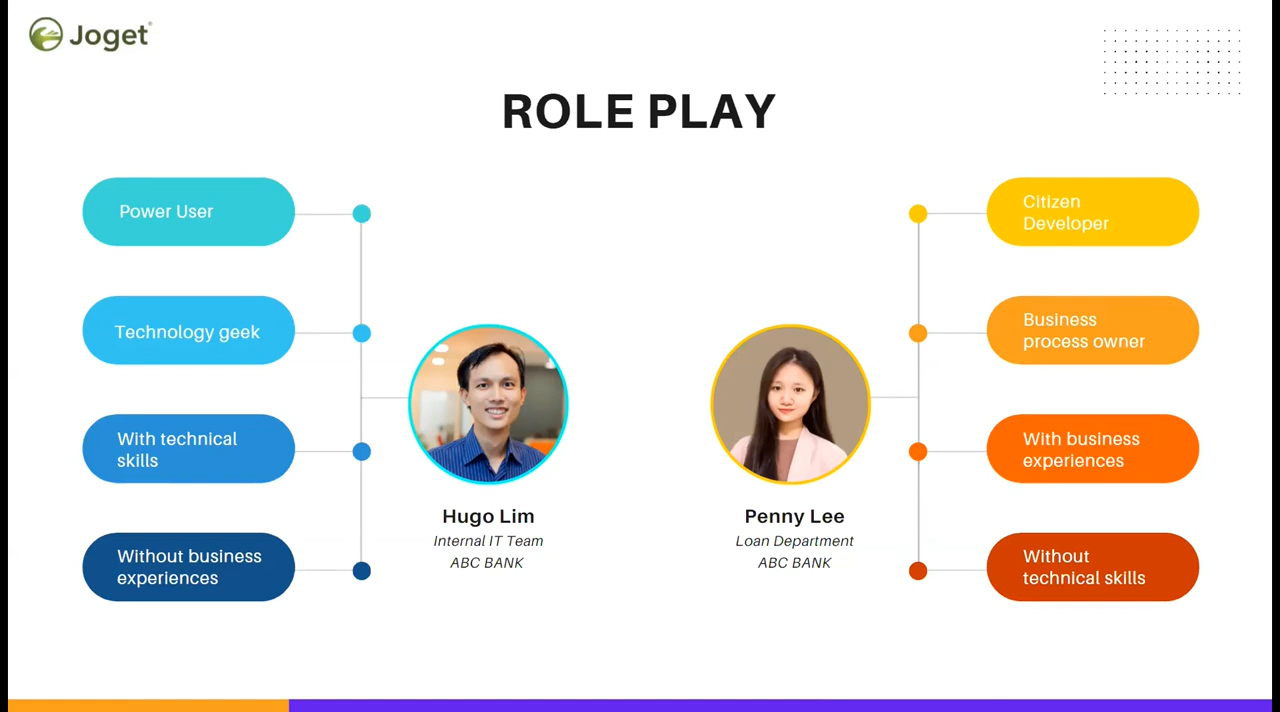 Joget
ROLE PLAY
Power User
Technology geek
With technical
skills
Without business
experiences
Hugo Lim
Internal IT Team
ABC BANK
Penny Lee
Loan Department
ABC BANK
Citizen
Developer
Business
process owner
With business
experiences
Without
technical skills